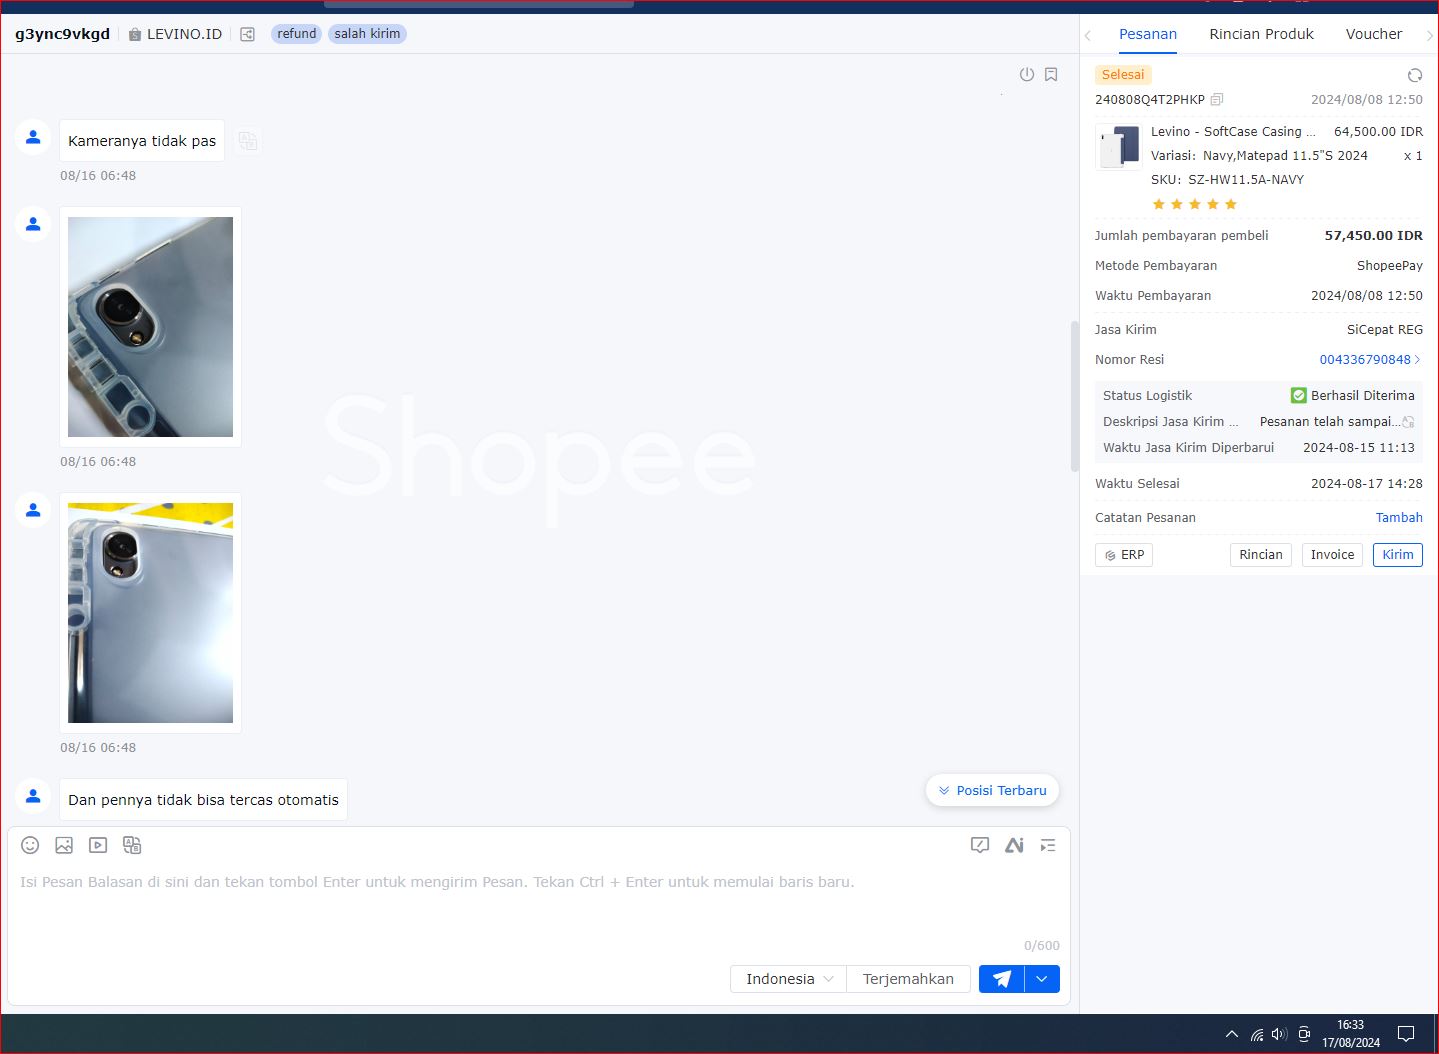 g3ync9vkgd
LEVINO.ID
refund
salah kirim
Kameranya tidak pas
08/16 06:48
08/16 06:48
08/16 06:48
Dan pennya tidak bisa tercas otomatis
Shopee
Posisi Terbaru
Isi Pesan Balasan di sini dan tekan tombol Enter untuk mengirim Pesan. Tekan Ctrl + Enter untuk memulai baris baru.
0/600
Indonesia
Terjemahkan
Pesanan
Rincian Produk
Voucher
Selesai
240808Q4T2PHKP
2024/08/08 12:50
Levino - SoftCase Casing ...
64,500.00 IDR
Variasi: Navy,Matepad 11.5"S 2024
x 1
SKU: SZ-HW11.5A-NAVY
Jumlah pembayaran pembeli
57,450.00 IDR
Metode Pembayaran
ShopeePay
Waktu Pembayaran
2024/08/08 12:50
Jasa Kirim
SiCepat REG
Nomor Resi
004336790848
Status Logistik
Berhasil Diterima
Deskripsi Jasa Kirim ...
Pesanan telah sampai...
Waktu Jasa Kirim Diperbarui
2024-08-15 11:13
Waktu Selesai
2024-08-17 14:28
Catatan Pesanan
Tambah
ERP
Rincian
Invoice
Kirim
16:33
17/08/2024